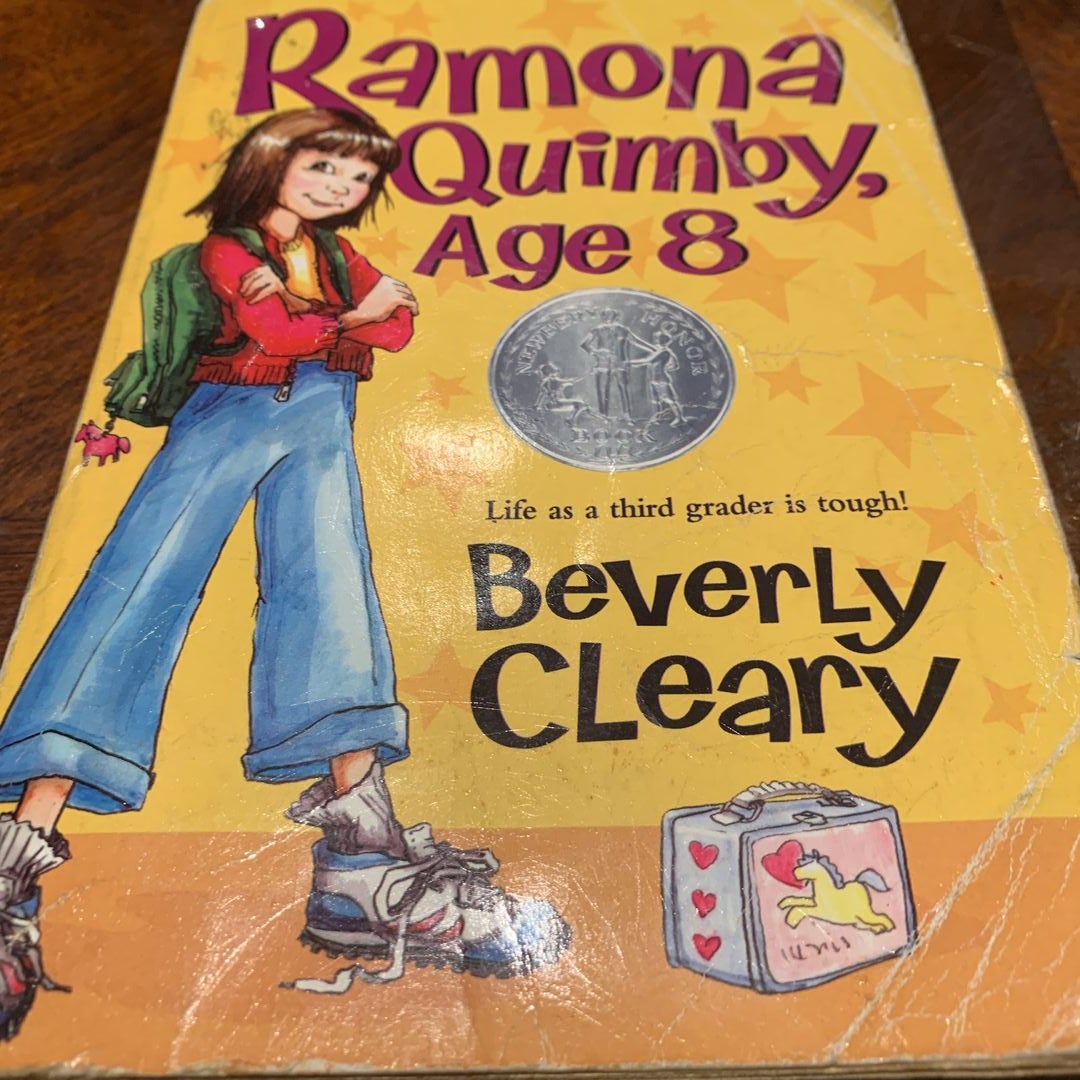 Ramona
Quimby,
Age 8
NEWBERY HONOR
BOOK
Life as a third grader is tough!
Beverly
Cleary